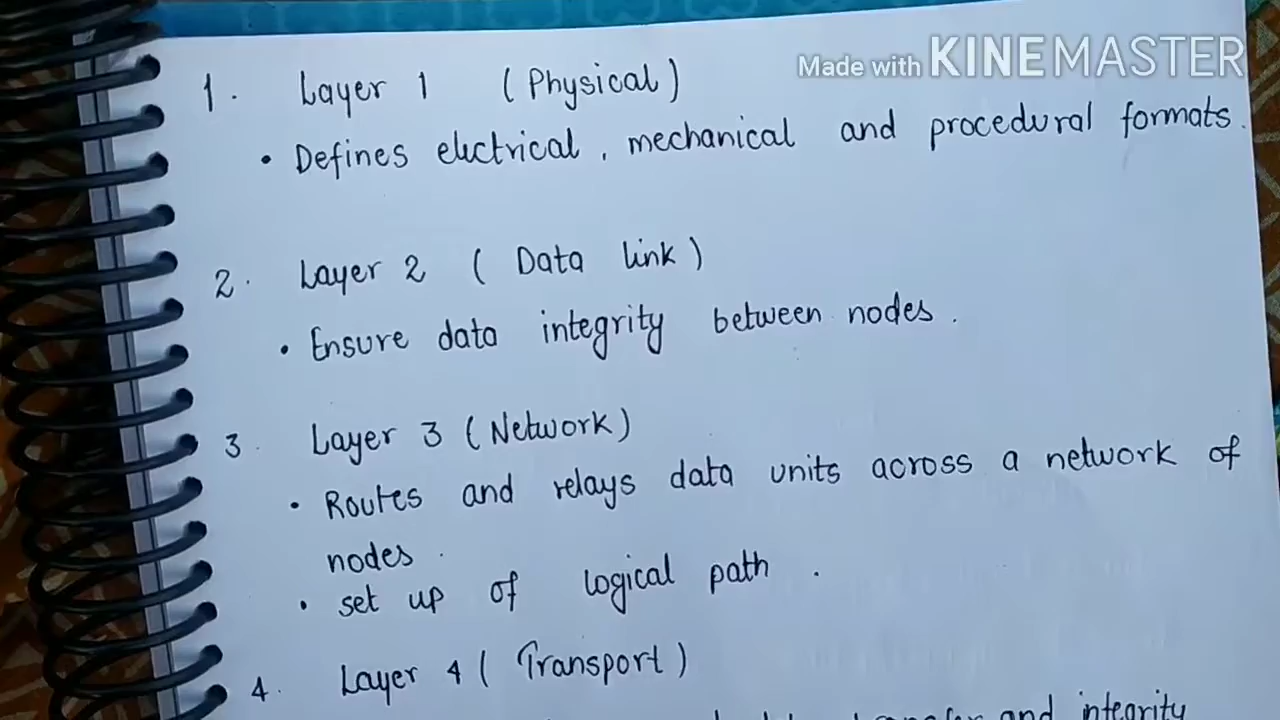 Made with KINEMASTER
1. Layer 1 (Physical)
• Defines electrical, mechanical and procedural formats.
2. Layer 2 (Data link)
• Ensure data integrity between nodes.
3. Layer 3 (Network)
• Routes and relays data units across a network of
nodes.
• set up of logical path.
4. Layer 4 (Transport)
and integrity